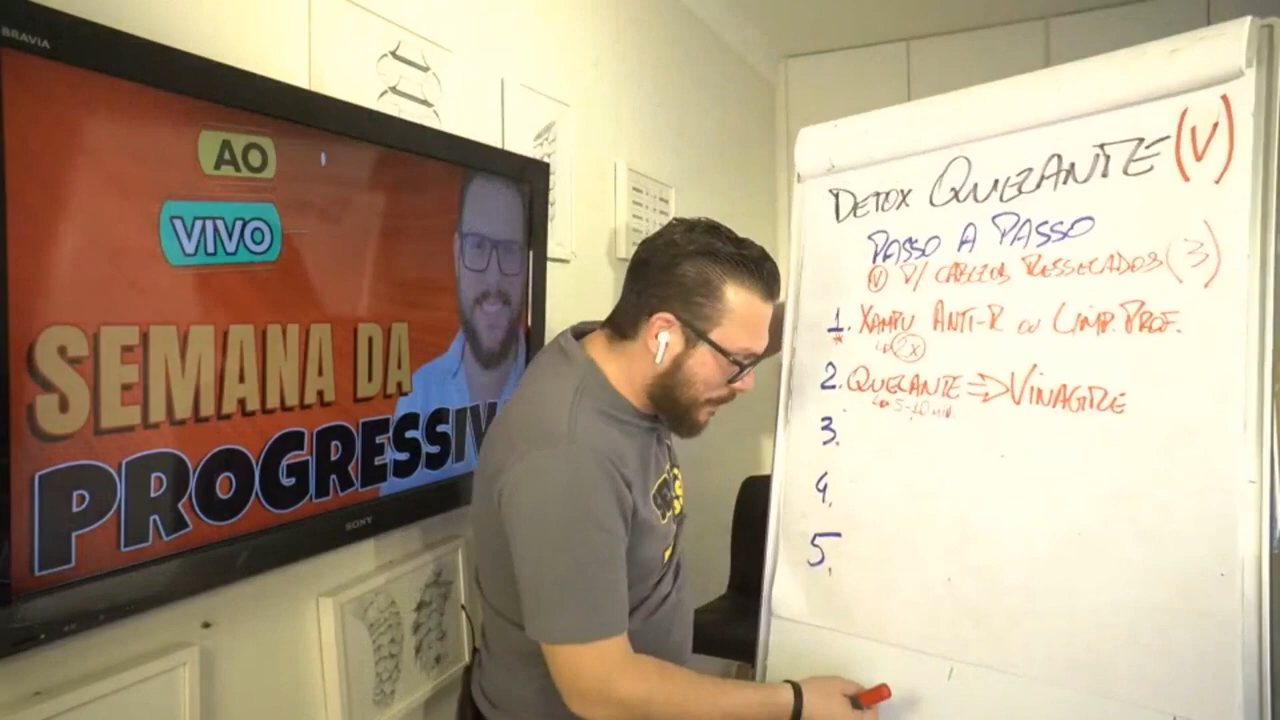 BRAVIA
AO
VIVO
SEMANA DA
PROGRESSIV
SONY
DETOX QUELANTE (V)
PASSO A PASSO
(V) P/ CABELOS RESSECADOS (3)
1. XAMPU ANTI-R OU LIMP. PROF.
2x
2. QUELANTE => VINAGRE
5-10 min
3.
4.
5.